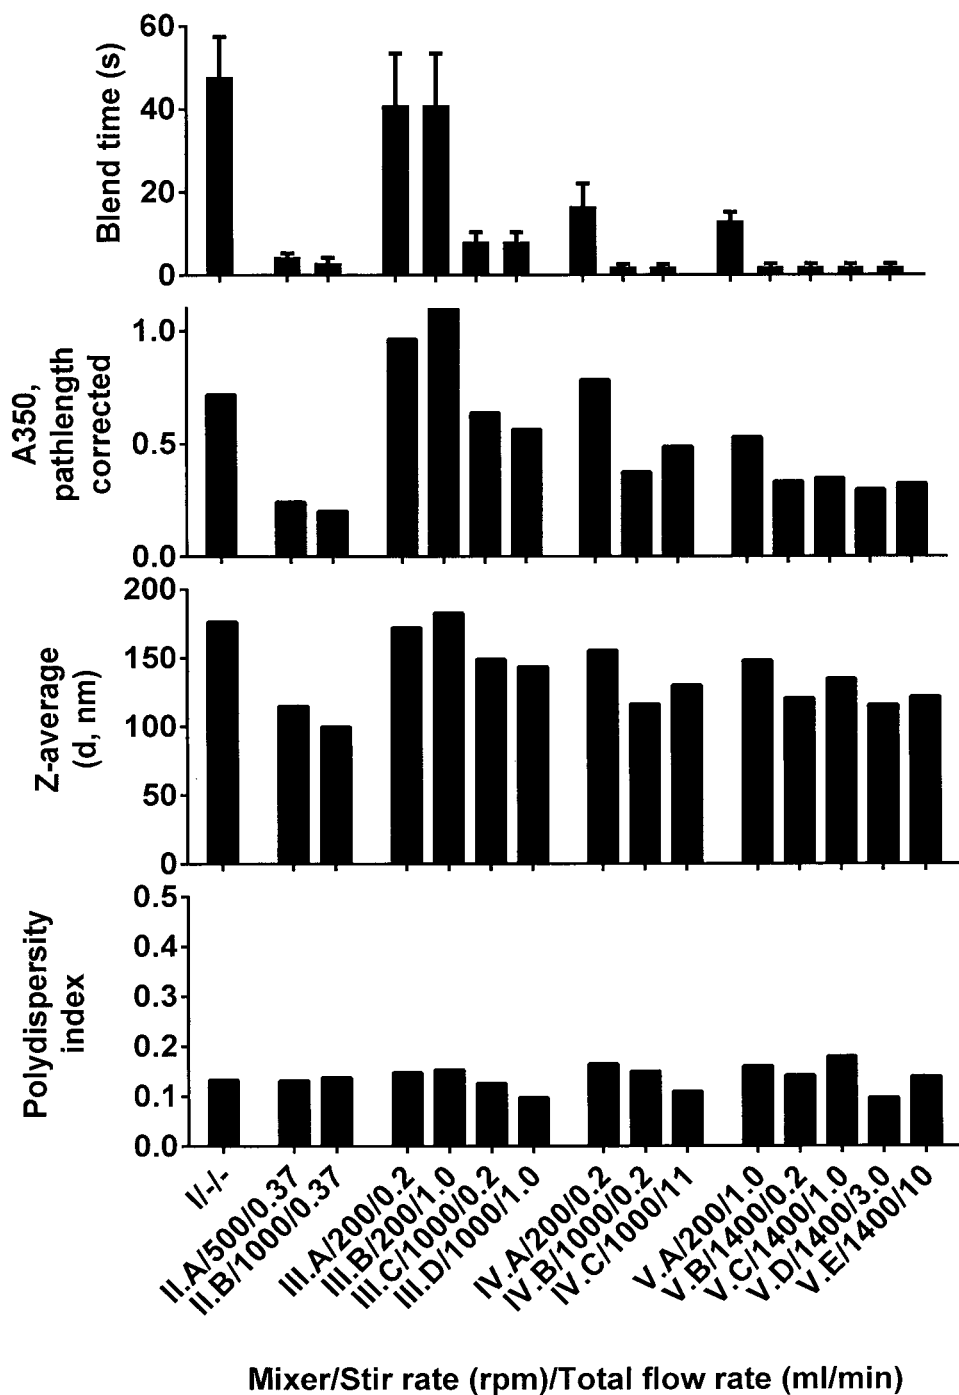 Blend time (s)
60
40
20
0
A350,
pathlength
corrected
1.0
0.5
0.0
Z-average
(d, nm)
200
150
100
50
0
Polydispersity
index
0.5
0.4
0.3
0.2
0.1
0.0
I/-/-
II.A/500/0.37
II.B/1000/0.37
III.A/200/0.2
III.B/200/1.0
III.C/1000/0.2
III.D/1000/1.0
IV.A/200/0.2
IV.B/1000/0.2
IV.C/1000/11
V.A/200/1.0
V.B/1400/0.2
V.C/1400/1.0
V.D/1400/3.0
V.E/1400/10
Mixer/Stir rate (rpm)/Total flow rate (ml/min)